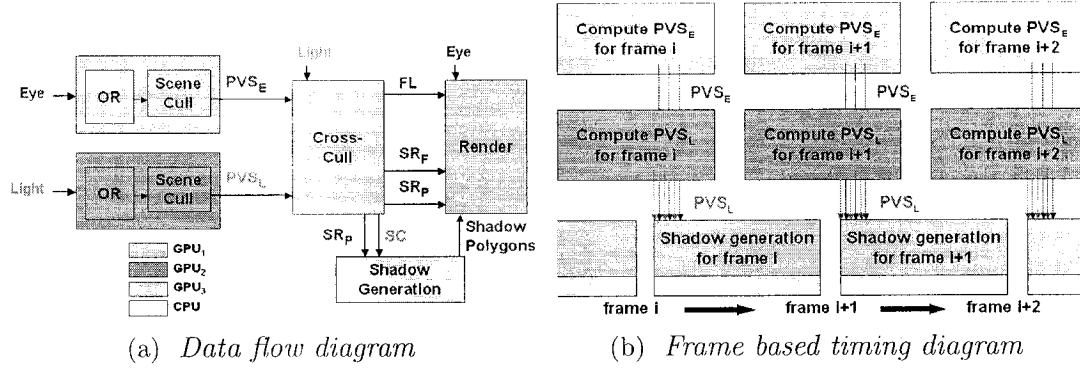 Eye
OR
Scene
Cull
PVS_E
Light
OR
Scene
Cull
PVS_L
Light
Cross-
Cull
FL
SR_F
SR_P
Eye
Render
SR_P
SC
Shadow
Polygons
Shadow
Generation
GPU₁
GPU₂
GPU₃
CPU
(a) Data flow diagram
Compute PVS_E
for frame i
Compute PVS_E
for frame i+1
Compute PVS_E
for frame i+2
PVS_E
PVS_E
Compute PVS_L
for frame i
Compute PVS_L
for frame i+1
Compute PVS_L
for frame i+2
PVS_L
PVS_L
Shadow generation
for frame i
Shadow generation
for frame i+1
frame i
frame i+1
frame i+2
(b) Frame based timing diagram